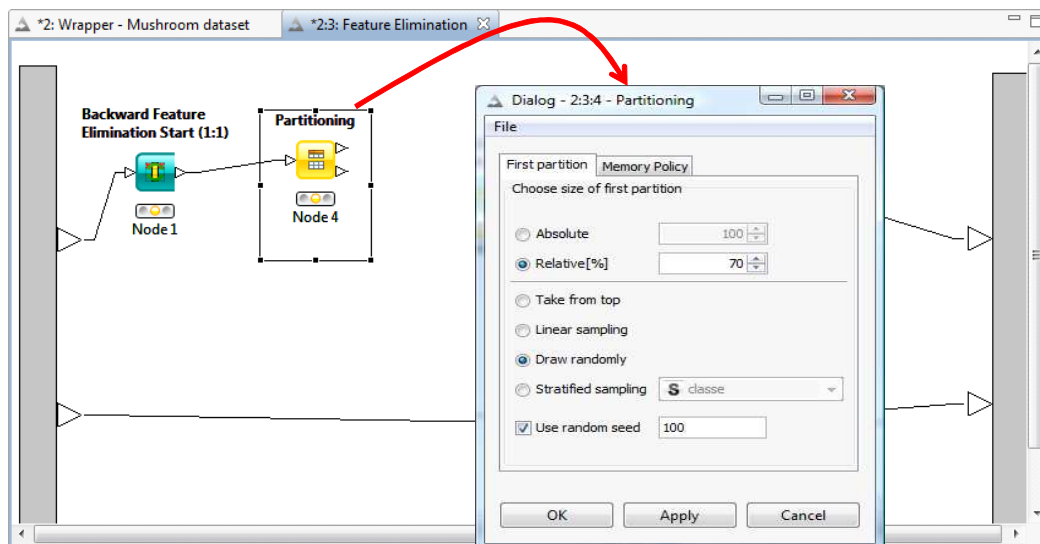 *2: Wrapper - Mushroom dataset
*2:3: Feature Elimination
Backward Feature
Elimination Start (1:1)
Node 1
Partitioning
Node 4
Dialog - 2:3:4 - Partitioning
File
First partition
Memory Policy
Choose size of first partition
Absolute 100
Relative[%] 70
Take from top
Linear sampling
Draw randomly
Stratified sampling S classe
Use random seed 100
OK Apply Cancel